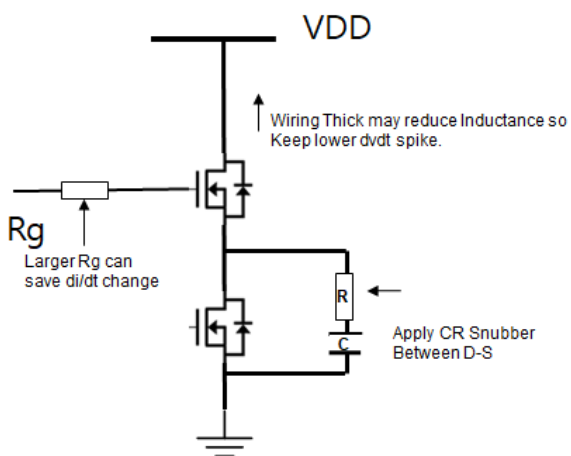 VDD
Wiring Thick may reduce Inductance so
Keep lower dvdt spike.
Rg
Larger Rg can
save di/dt change
R
C
Apply CR Snubber
Between D-S